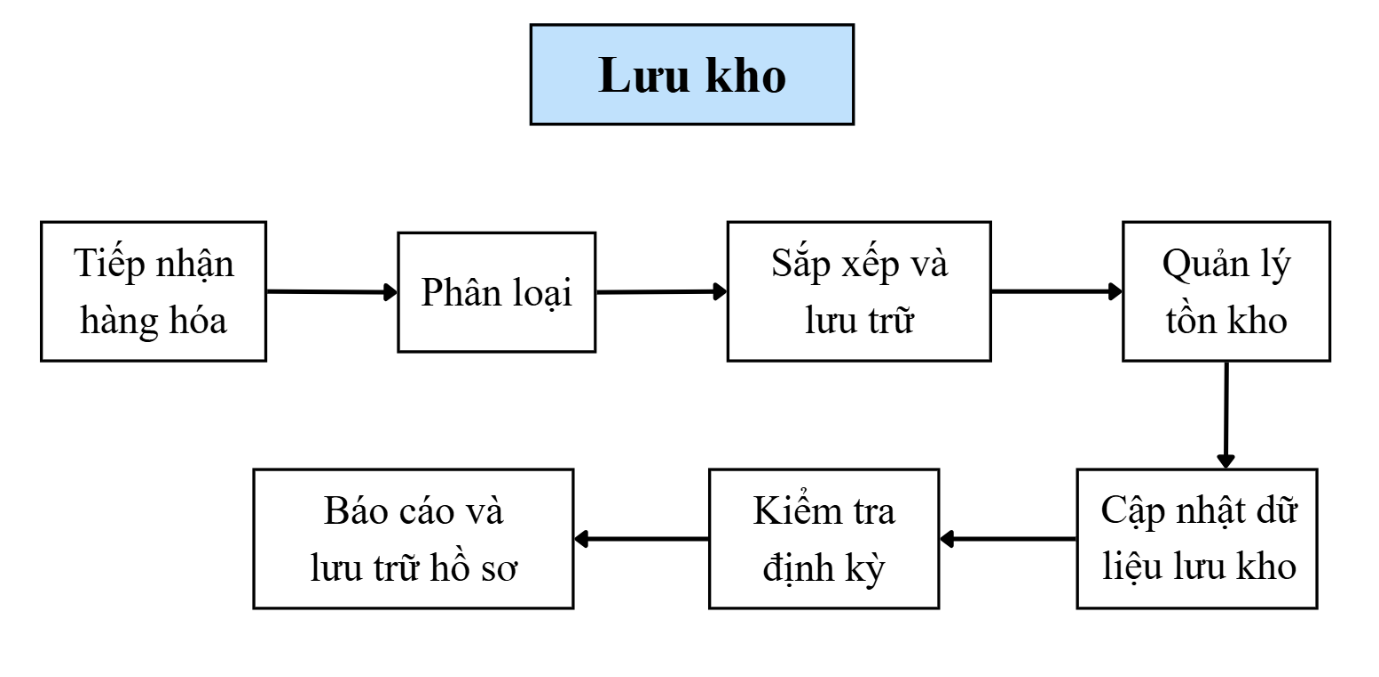 Lưu kho
Tiếp nhận
hàng hóa
Phân loại
Sắp xếp và
lưu trữ
Quản lý
tồn kho
Cập nhật dữ
liệu lưu kho
Kiểm tra
định kỳ
Báo cáo và
lưu trữ hồ sơ